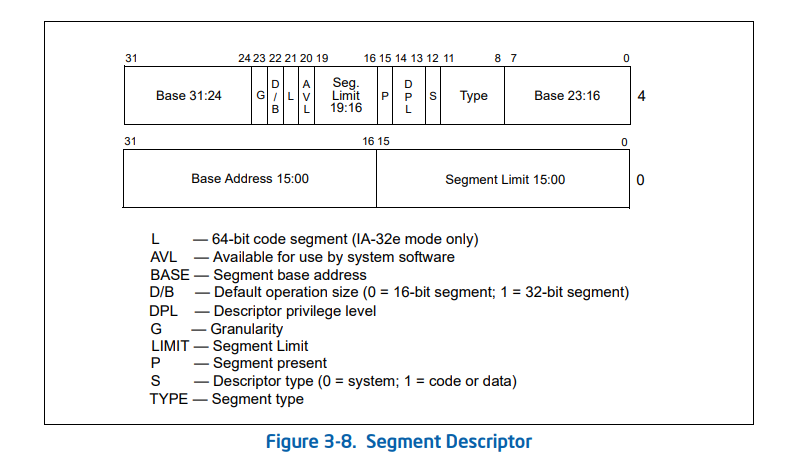 31 24 23 22 21 20 19 16 15 14 13 12 11 8 7 0
Base 31:24 G D/B L AVL Seg. Limit 19:16 P DPL S Type Base 23:16 4
31 16 15 0
Base Address 15:00 Segment Limit 15:00 0
L — 64-bit code segment (IA-32e mode only)
AVL — Available for use by system software
BASE — Segment base address
D/B — Default operation size (0 = 16-bit segment; 1 = 32-bit segment)
DPL — Descriptor privilege level
G — Granularity
LIMIT — Segment Limit
P — Segment present
S — Descriptor type (0 = system; 1 = code or data)
TYPE — Segment type
Figure 3-8. Segment Descriptor